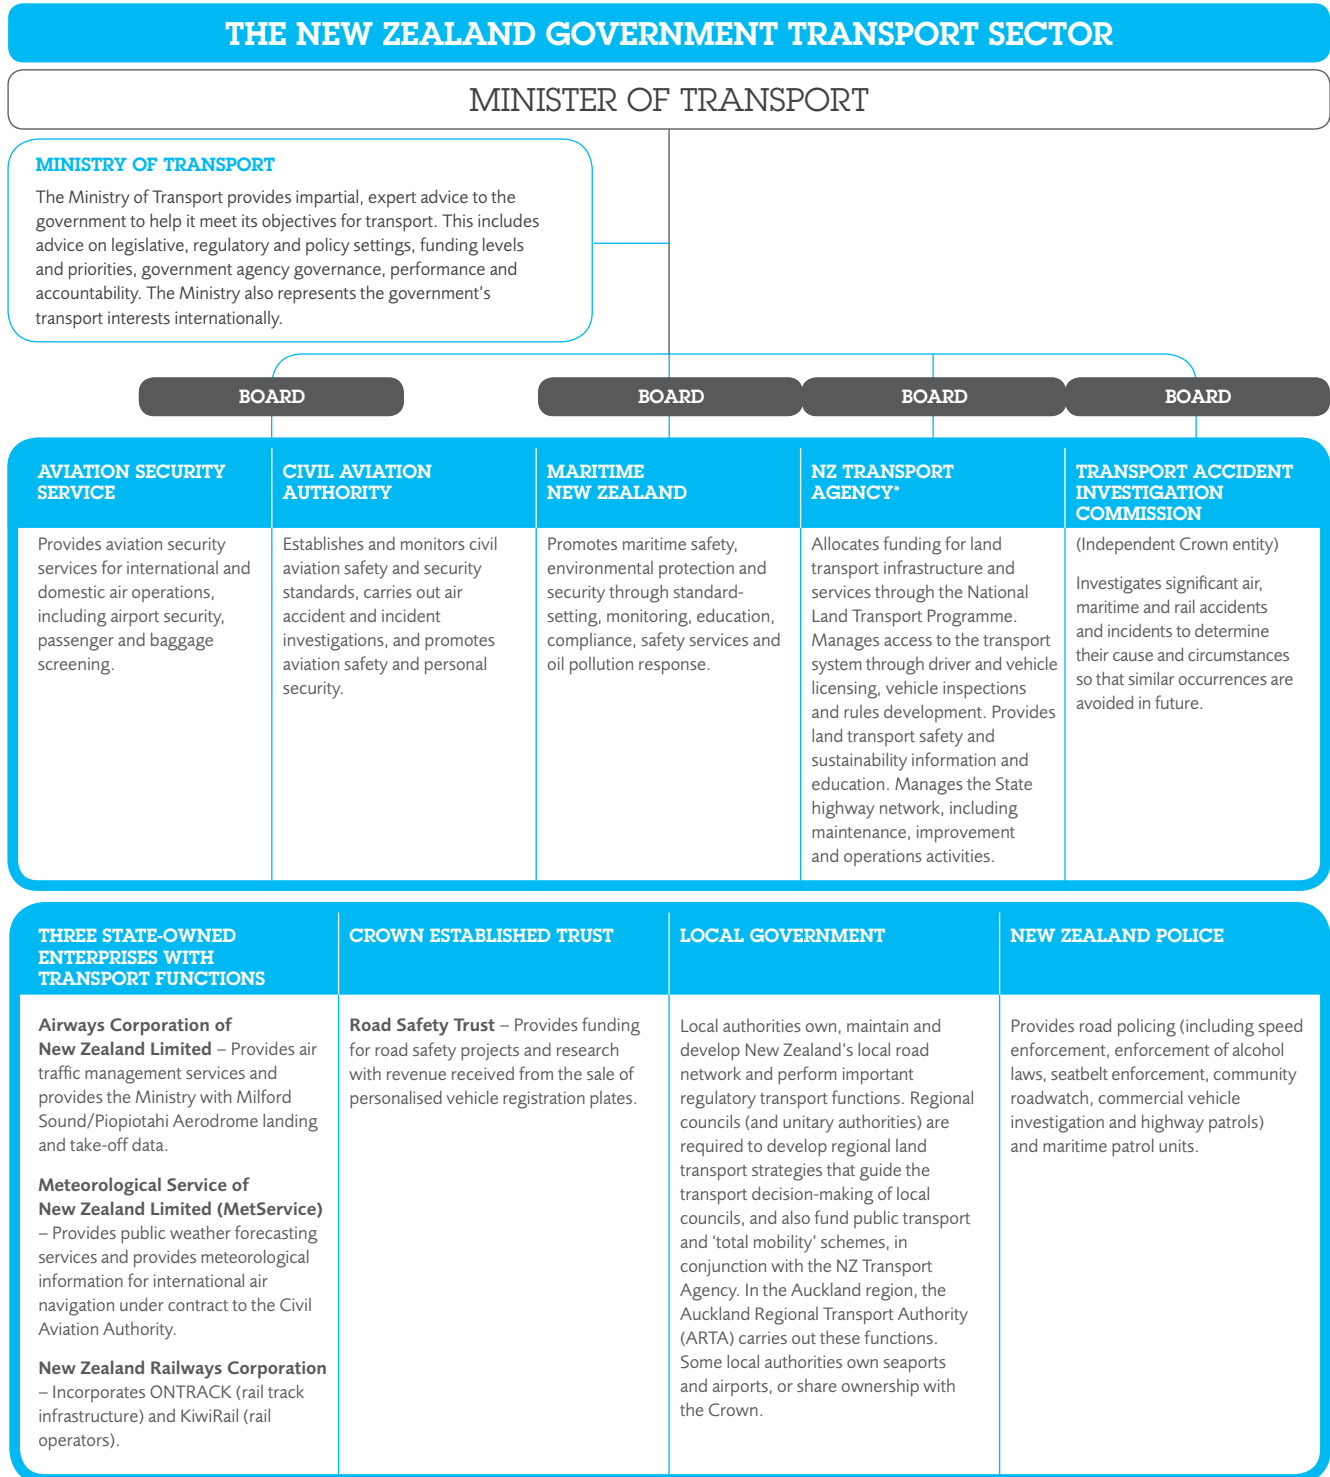 THE NEW ZEALAND GOVERNMENT TRANSPORT SECTOR
MINISTER OF TRANSPORT
MINISTRY OF TRANSPORT
The Ministry of Transport provides impartial, expert advice to the
government to help it meet its objectives for transport. This includes
advice on legislative, regulatory and policy settings, funding levels
and priorities, government agency governance, performance and
accountability. The Ministry also represents the government's
transport interests internationally.
BOARD
BOARD
BOARD
BOARD
AVIATION SECURITY
SERVICE
Provides aviation security
services for international and
domestic air operations,
including airport security,
passenger and baggage
screening.
CIVIL AVIATION
AUTHORITY
Establishes and monitors civil
aviation safety and security
standards, carries out air
accident and incident
investigations, and promotes
aviation safety and personal
security.
MARITIME
NEW ZEALAND
Promotes maritime safety,
environmental protection and
security through standard-
setting, monitoring, education,
compliance, safety services and
oil pollution response.
NZ TRANSPORT
AGENCY*
Allocates funding for land
transport infrastructure and
services through the National
Land Transport Programme.
Manages access to the transport
system through driver and vehicle
licensing, vehicle inspections
and rules development. Provides
land transport safety and
sustainability information and
education. Manages the State
highway network, including
maintenance, improvement
and operations activities.
TRANSPORT ACCIDENT
INVESTIGATION
COMMISSION
(Independent Crown entity)
Investigates significant air,
maritime and rail accidents
and incidents to determine
their cause and circumstances
so that similar occurrences are
avoided in future.
THREE STATE-OWNED
ENTERPRISES WITH
TRANSPORT FUNCTIONS
Airways Corporation of
New Zealand Limited – Provides air
traffic management services and
provides the Ministry with Milford
Sound/Piopiotahi Aerodrome landing
and take-off data.
Meteorological Service of
New Zealand Limited (MetService)
– Provides public weather forecasting
services and provides meteorological
information for international air
navigation under contract to the Civil
Aviation Authority.
New Zealand Railways Corporation
– Incorporates ONTRACK (rail track
infrastructure) and KiwiRail (rail
operators).
CROWN ESTABLISHED TRUST
Road Safety Trust – Provides funding
for road safety projects and research
with revenue received from the sale of
personalised vehicle registration plates.
LOCAL GOVERNMENT
Local authorities own, maintain and
develop New Zealand's local road
network and perform important
regulatory transport functions. Regional
councils (and unitary authorities) are
required to develop regional land
transport strategies that guide the
transport decision-making of local
councils, and also fund public transport
and ‘total mobility’ schemes, in
conjunction with the NZ Transport
Agency. In the Auckland region, the
Auckland Regional Transport Authority
(ARTA) carries out these functions.
Some local authorities own seaports
and airports, or share ownership with
the Crown.
NEW ZEALAND POLICE
Provides road policing (including speed
enforcement, enforcement of alcohol
laws, seatbelt enforcement, community
roadwatch, commercial vehicle
investigation and highway patrols)
and maritime patrol units.